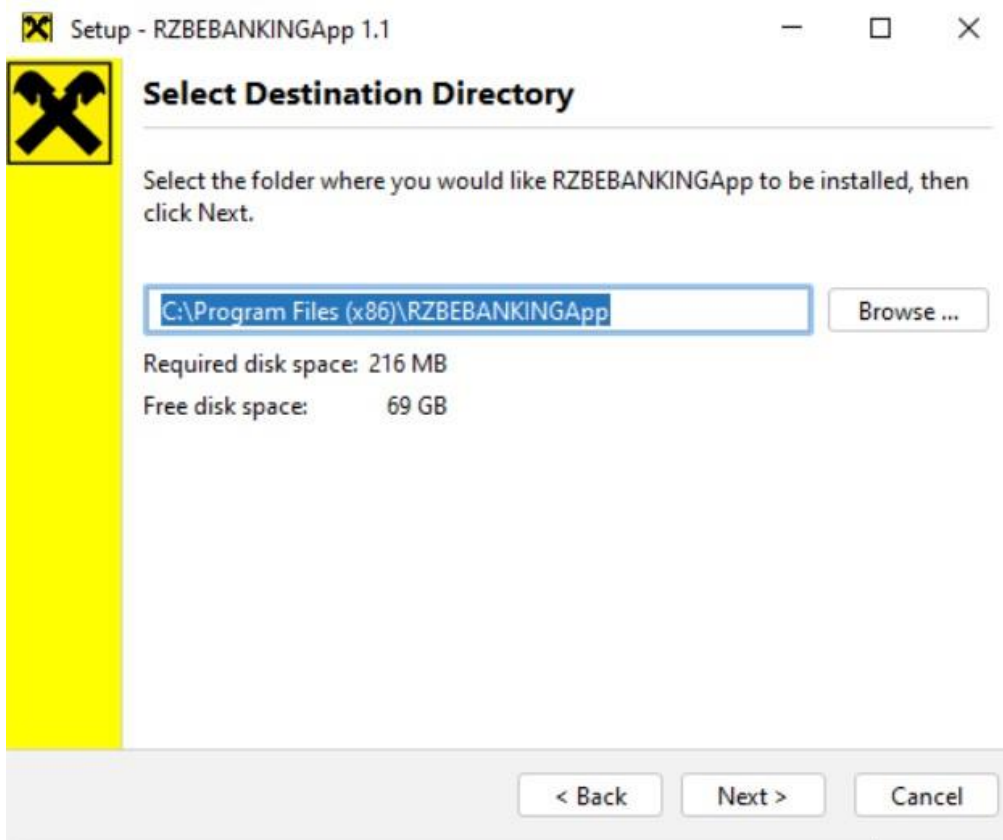 Setup - RZBEBANKINGApp 1.1
Select Destination Directory
Select the folder where you would like RZBEBANKINGApp to be installed, then
click Next.
C:\Program Files (x86)\RZBEBANKINGApp
Browse ...
Required disk space: 216 MB
Free disk space: 69 GB
< Back
Next >
Cancel